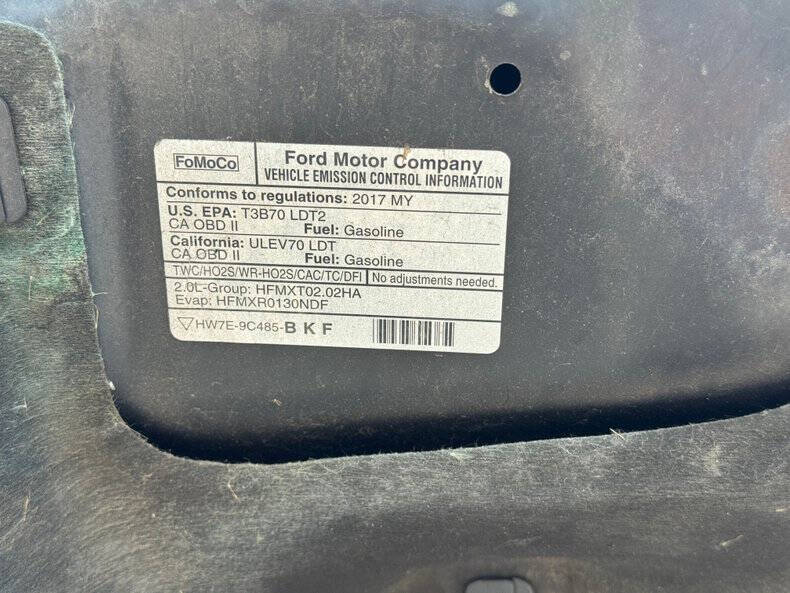 FoMoCo
Ford Motor Company
VEHICLE EMISSION CONTROL INFORMATION
Conforms to regulations: 2017 MY
U.S. EPA: T3B70 LDT2
CA OBD II Fuel: Gasoline
California: ULEV70 LDT
CA OBD II Fuel: Gasoline
TWC/HO2S/WR-HO2S/CAC/TC/DFI No adjustments needed.
2.0L-Group: HFMXT02.02HA
Evap: HFMXR0130NDF
HW7E-9C485-B K F